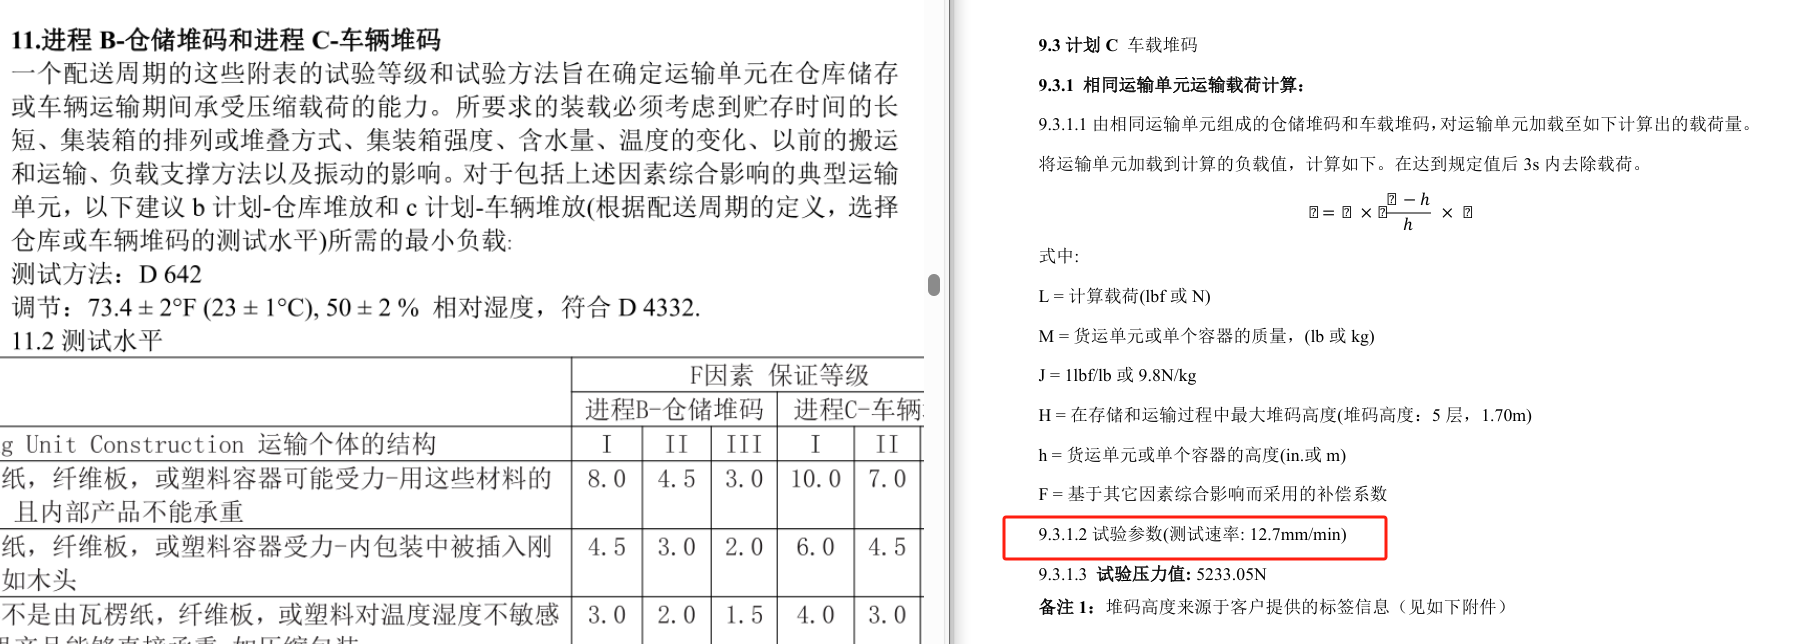 11.进程 B-仓储堆码和进程 C-车辆堆码
一个配送周期的这些附表的试验等级和试验方法旨在确定运输单元在仓库储存
或车辆运输期间承受压缩载荷的能力。所要求的装载必须考虑到贮存时间的长
短、集装箱的排列或堆叠方式、集装箱强度、含水量、温度的变化、以前的搬运
和运输、负载支撑方法以及振动的影响。对于包括上述因素综合影响的典型运输
单元，以下建议 b 计划-仓库堆放和 c 计划-车辆堆放(根据配送周期的定义，选择
仓库或车辆堆码的测试水平)所需的最小负载:
测试方法：D 642
调节：73.4 ± 2°F (23 ± 1°C), 50 ± 2 % 相对湿度，符合 D 4332.
11.2 测试水平
F因素 保证等级
进程B-仓储堆码 进程C-车辆
g Unit Construction 运输个体的结构 I II III I II
纸，纤维板，或塑料容器可能受力-用这些材料的 8.0 4.5 3.0 10.0 7.0
且内部产品不能承重
纸，纤维板，或塑料容器受力-内包装中被插入刚 4.5 3.0 2.0 6.0 4.5
如木头
不是由瓦楞纸，纤维板，或塑料对温度湿度不敏感 3.0 2.0 1.5 4.0 3.0
9.3 计划 C 车载堆码
9.3.1 相同运输单元运输载荷计算：
9.3.1.1 由相同运输单元组成的仓储堆码和车载堆码，对运输单元加载至如下计算出的载荷量。
将运输单元加载到计算的负载值，计算如下。在达到规定值后 3s 内去除载荷。
= × − h
h ×
式中:
L = 计算载荷(lbf 或 N)
M = 货运单元或单个容器的质量，(lb 或 kg)
J = 1lbf/lb 或 9.8N/kg
H = 在存储和运输过程中最大堆码高度(堆码高度：5 层，1.70m)
h = 货运单元或单个容器的高度(in.或 m)
F = 基于其它因素综合影响而采用的补偿系数
9.3.1.2 试验参数(测试速率: 12.7mm/min)
9.3.1.3 试验压力值: 5233.05N
备注 1：堆码高度来源于客户提供的标签信息（见如下附件）